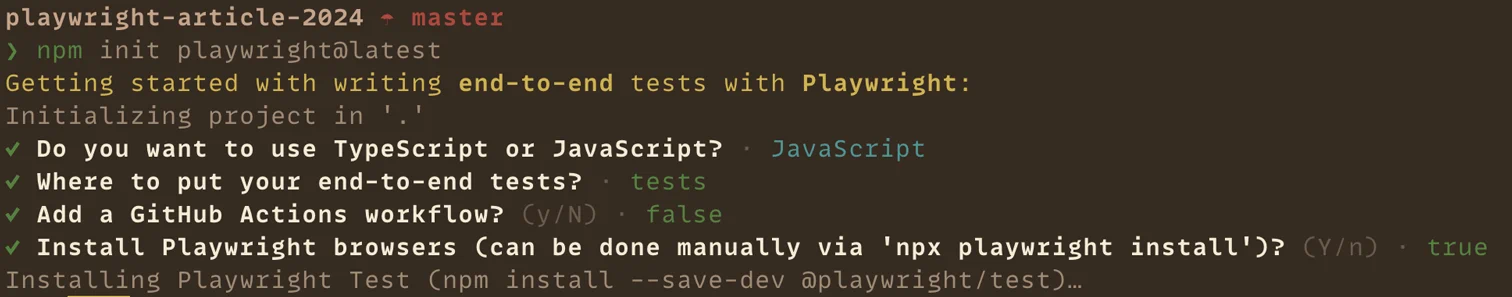 playwright-article-2024 ☂ master
❯ npm init playwright@latest
Getting started with writing end-to-end tests with Playwright:
Initializing project in '.'
✔ Do you want to use TypeScript or JavaScript? · JavaScript
✔ Where to put your end-to-end tests? · tests
✔ Add a GitHub Actions workflow? (y/N) · false
✔ Install Playwright browsers (can be done manually via 'npx playwright install')? (Y/n) · true
Installing Playwright Test (npm install --save-dev @playwright/test)…